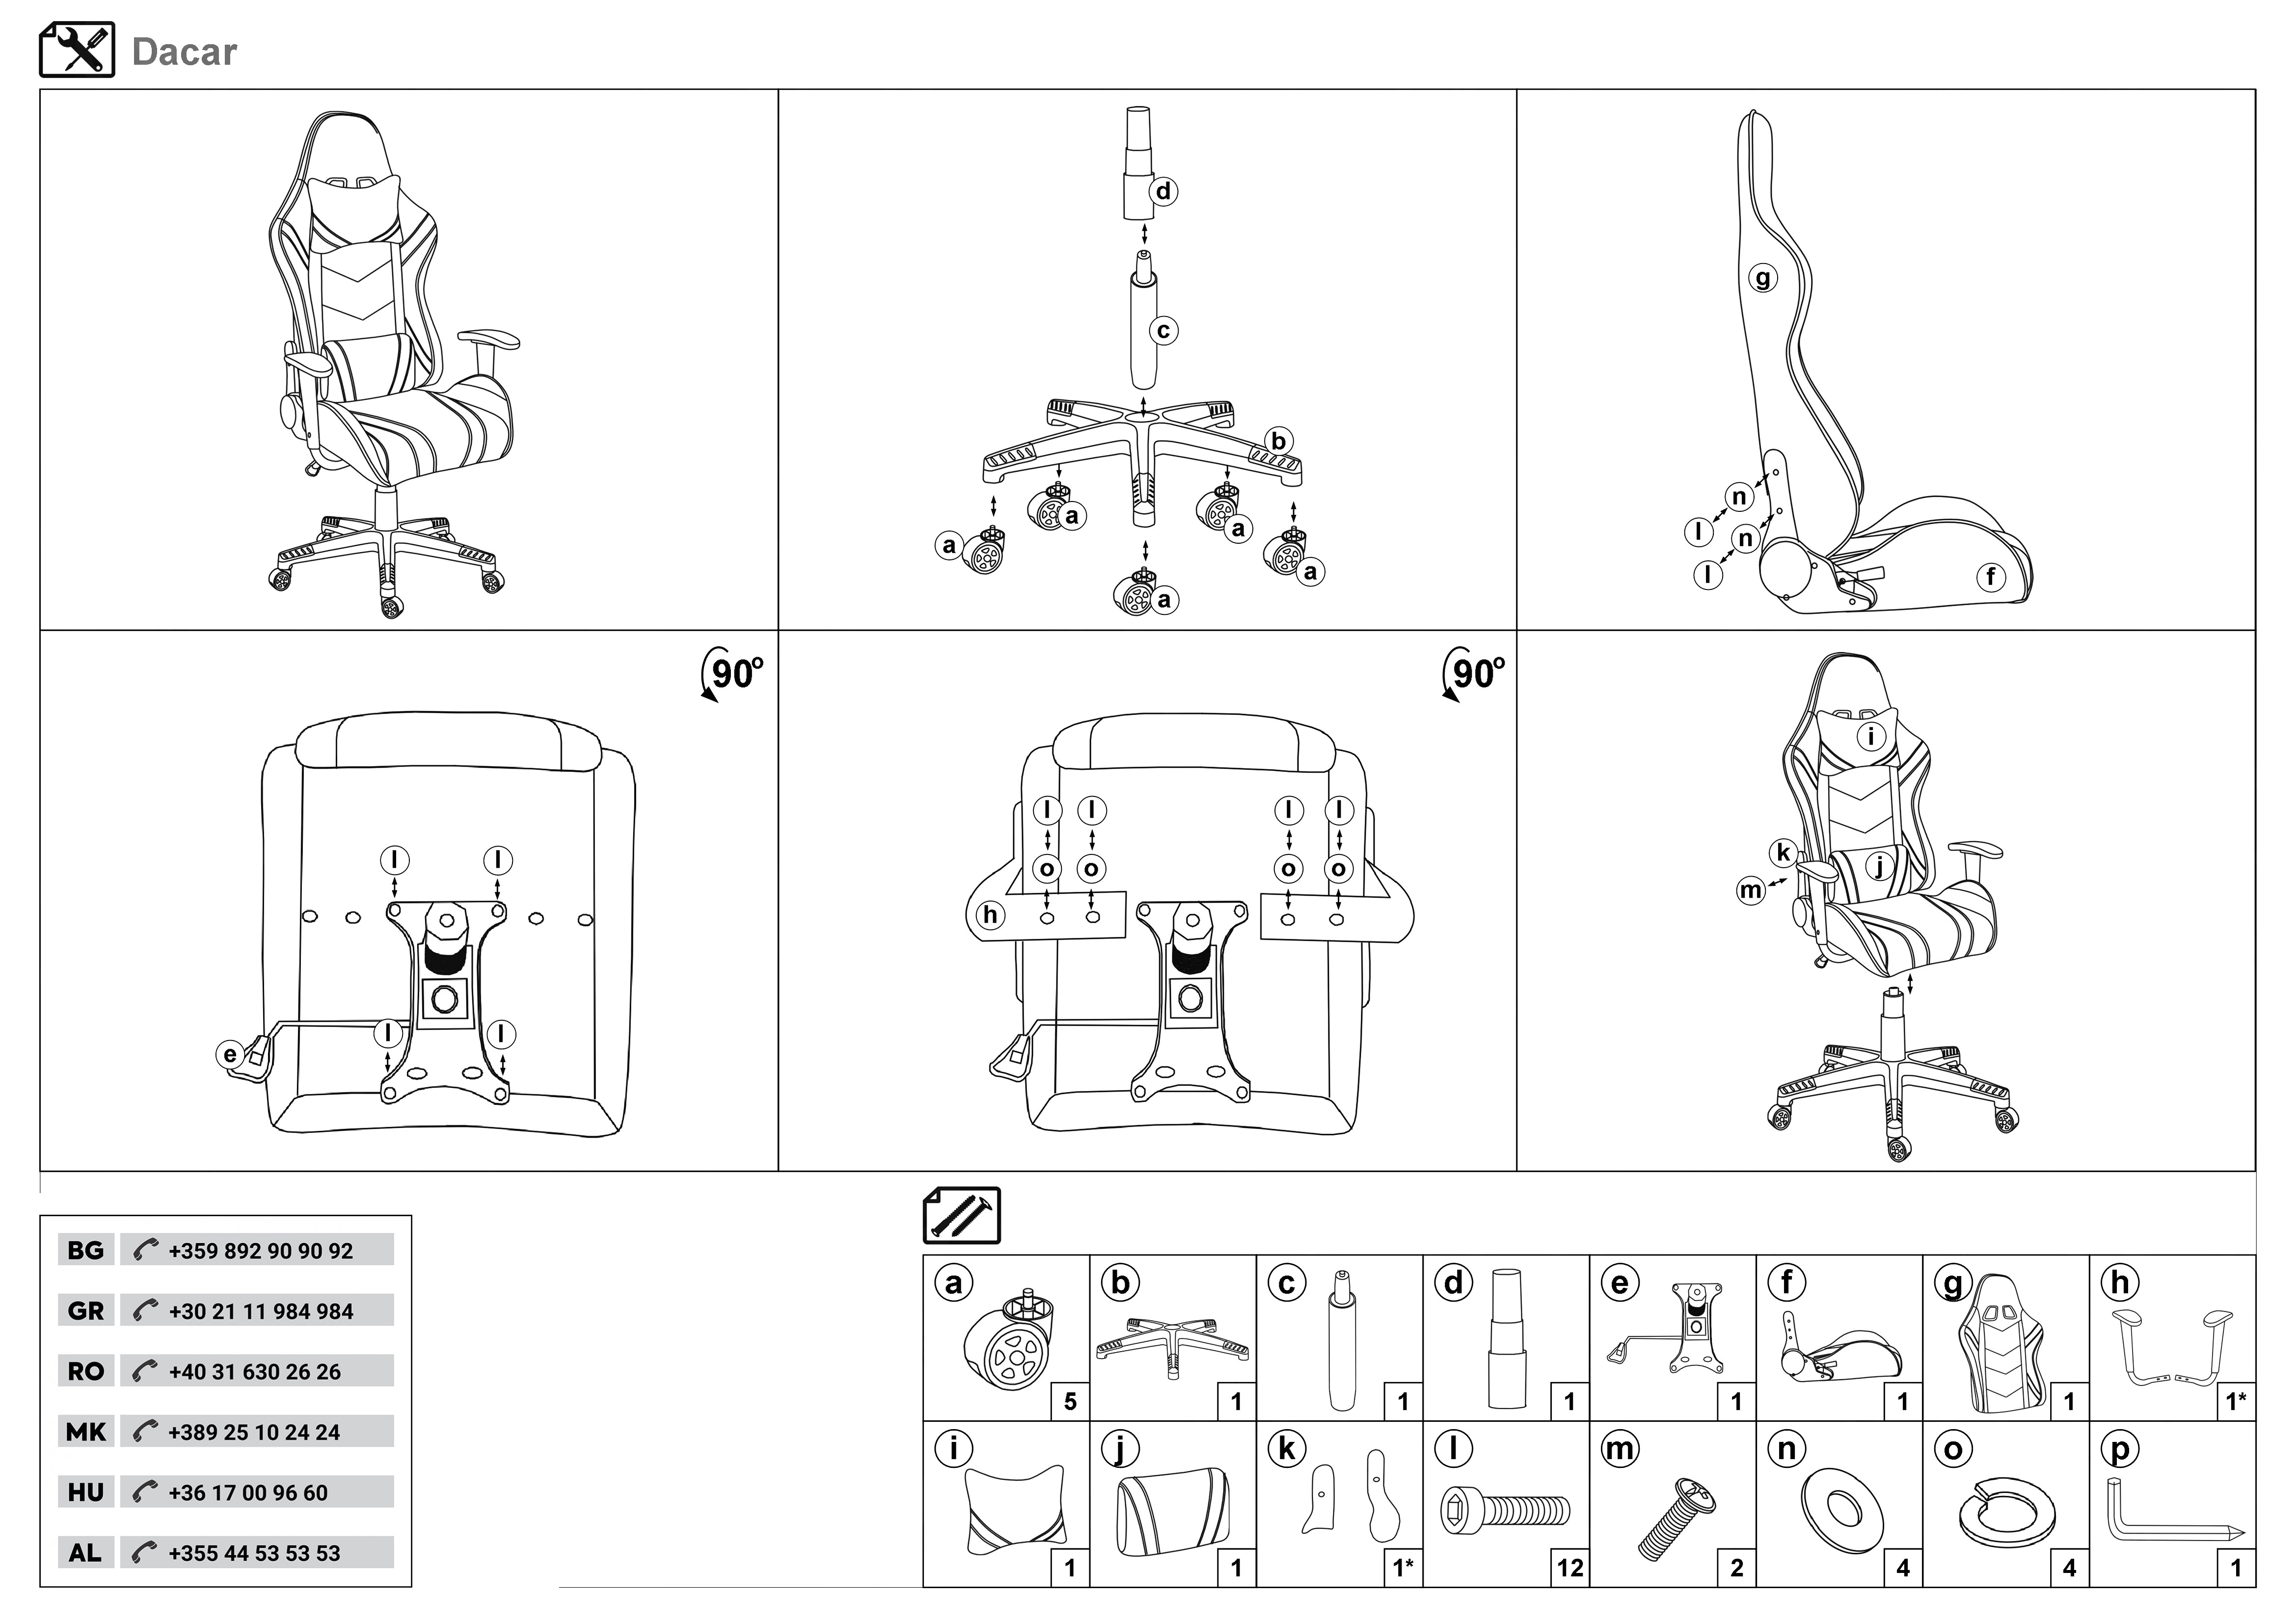 Dacar
d
c
b
a
a
a
a
a
g
n
l
n
l
f
90º
l
l
l
l
e
90º
l
l
l
l
o
o
o
o
h
i
k
j
m
BG +359 892 90 90 92
GR +30 21 11 984 984
RO +40 31 630 26 26
MK +389 25 10 24 24
HU +36 17 00 96 60
AL +355 44 53 53 53
a b c d e f g h
5 1 1 1 1 1 1 1*
i j k l m n o p
1 1 1* 12 2 4 4 1